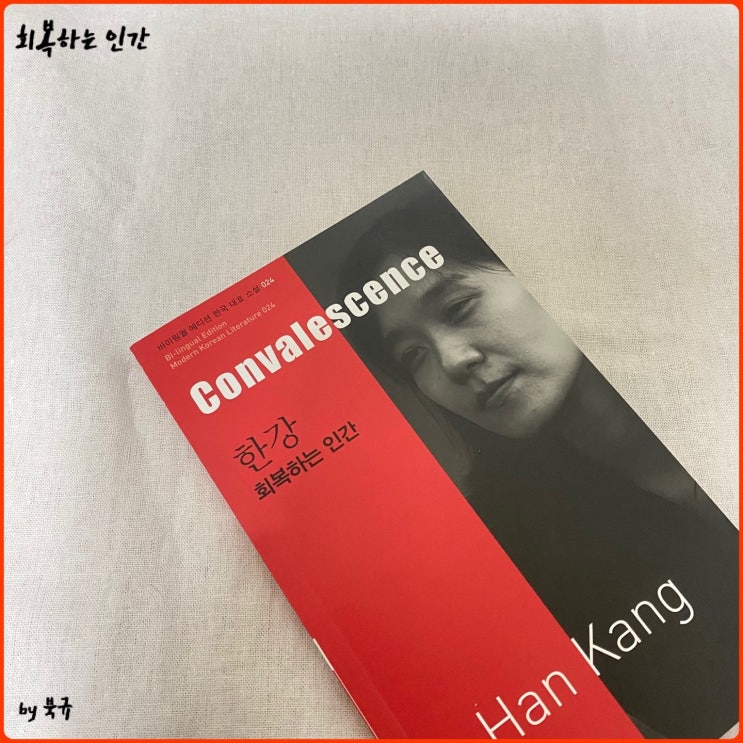 회복하는 인간
바이링궐 에디션 한국 대표 소설 024
Bi-lingual Edition
Modern Korean Literature 024
Convalescence
한강
회복하는 인간
Han Kang
by 북규